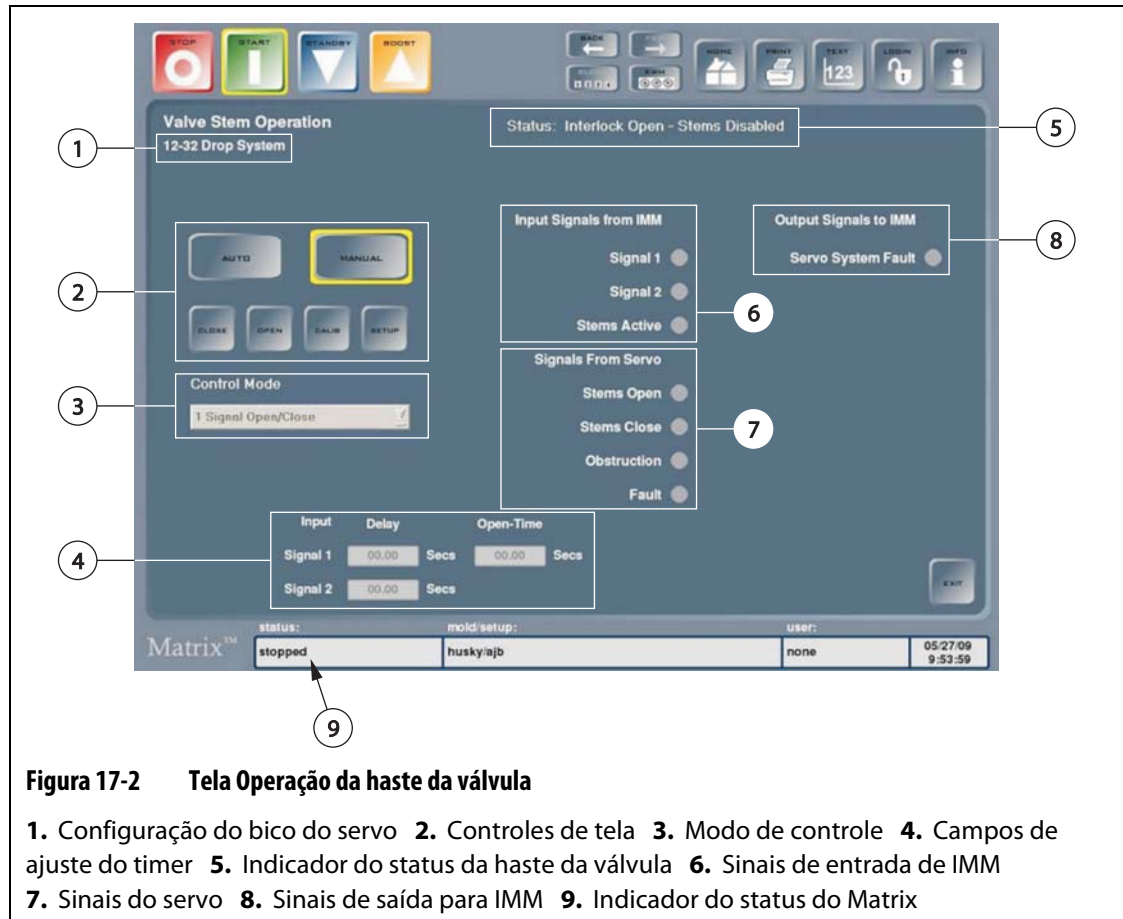 STOP START STANDBY BOOST BACK HOME PRINT TEXT LOGIN INFO
123
Valve Stem Operation
12-32 Drop System
Status: Interlock Open - Stems Disabled
1
5
AUTO MANUAL
CLOSE OPEN CALIB SETUP
2
Input Signals from IMM
Signal 1
Signal 2
Stems Active
6
Output Signals to IMM
Servo System Fault
8
Control Mode
1 Signal Open/Close
3
Signals From Servo
Stems Open
Stems Close
Obstruction
Fault
7
Input Delay Open-Time
Signal 1 00.00 Secs 00.00 Secs
Signal 2 00.00 Secs
4
EXIT
status: mold/setup: user:
Matrix™ stopped husky/ajb none 05/27/09
9:53:59
9
Figura 17-2 Tela Operação da haste da válvula
1. Configuração do bico do servo 2. Controles de tela 3. Modo de controle 4. Campos de
ajuste do timer 5. Indicador do status da haste da válvula 6. Sinais de entrada de IMM
7. Sinais do servo 8. Sinais de saída para IMM 9. Indicador do status do Matrix